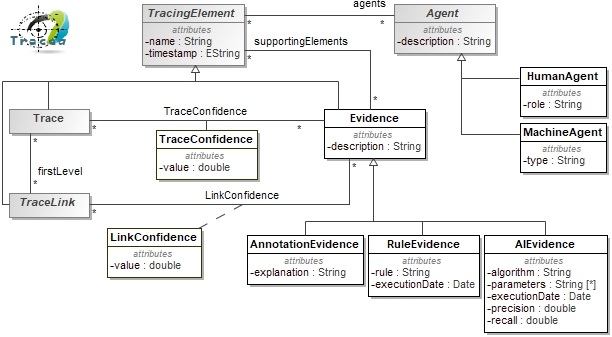 Tracea
TracingElement
attributes
-name : String
-timestamp : EString
agents
*
*
Agent
attributes
-description : String
supportingElements
*
*
HumanAgent
attributes
-role : String
MachineAgent
attributes
-type : String
Trace
*
TraceConfidence
*
Evidence
attributes
-description : String
TraceConfidence
attributes
-value : double
*
firstLevel
*
TraceLink
*
LinkConfidence
*
LinkConfidence
attributes
-value : double
AnnotationEvidence
attributes
-explanation : String
RuleEvidence
attributes
-rule : String
-executionDate : Date
AIEvidence
attributes
-algorithm : String
-parameters : String [*]
-executionDate : Date
-precision : double
-recall : double